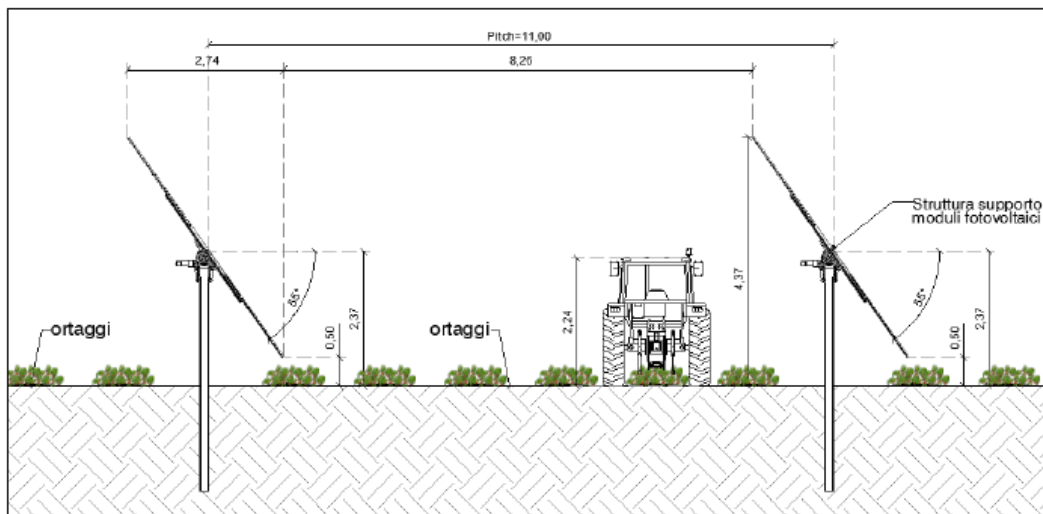 Pitch=11,00
2,74
8,26
Struttura supporto
moduli fotovoltaici
55°
2,37
0,50
2,24
4,37
55°
2,37
0,50
ortaggi
ortaggi